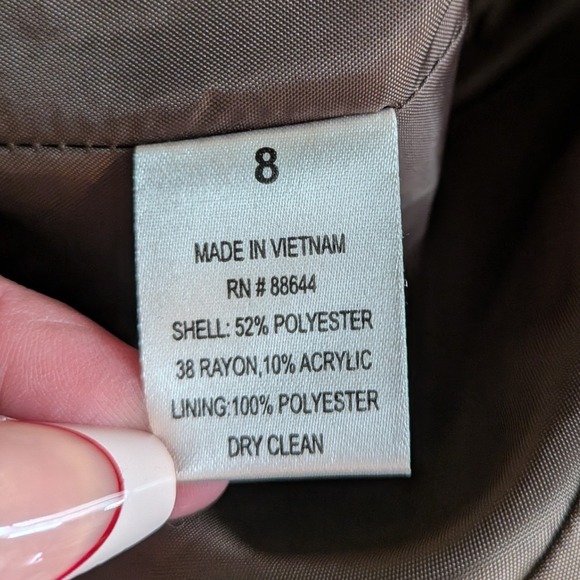 8
MADE IN VIETNAM
RN # 88644
SHELL: 52% POLYESTER
38 RAYON,10% ACRYLIC
LINING:100% POLYESTER
DRY CLEAN